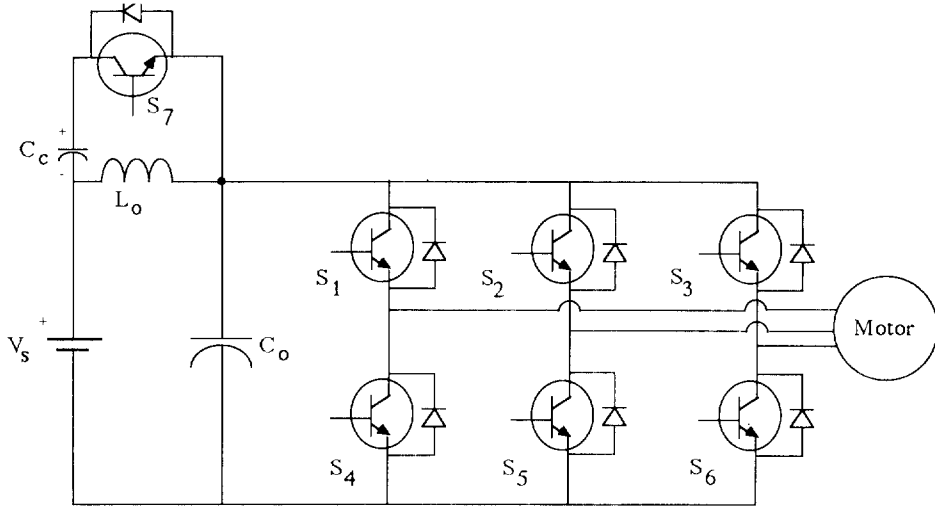 S7
+
Cc
-
Lo
S1
S2
S3
+
Vs
Co
Motor
S4
S5
S6